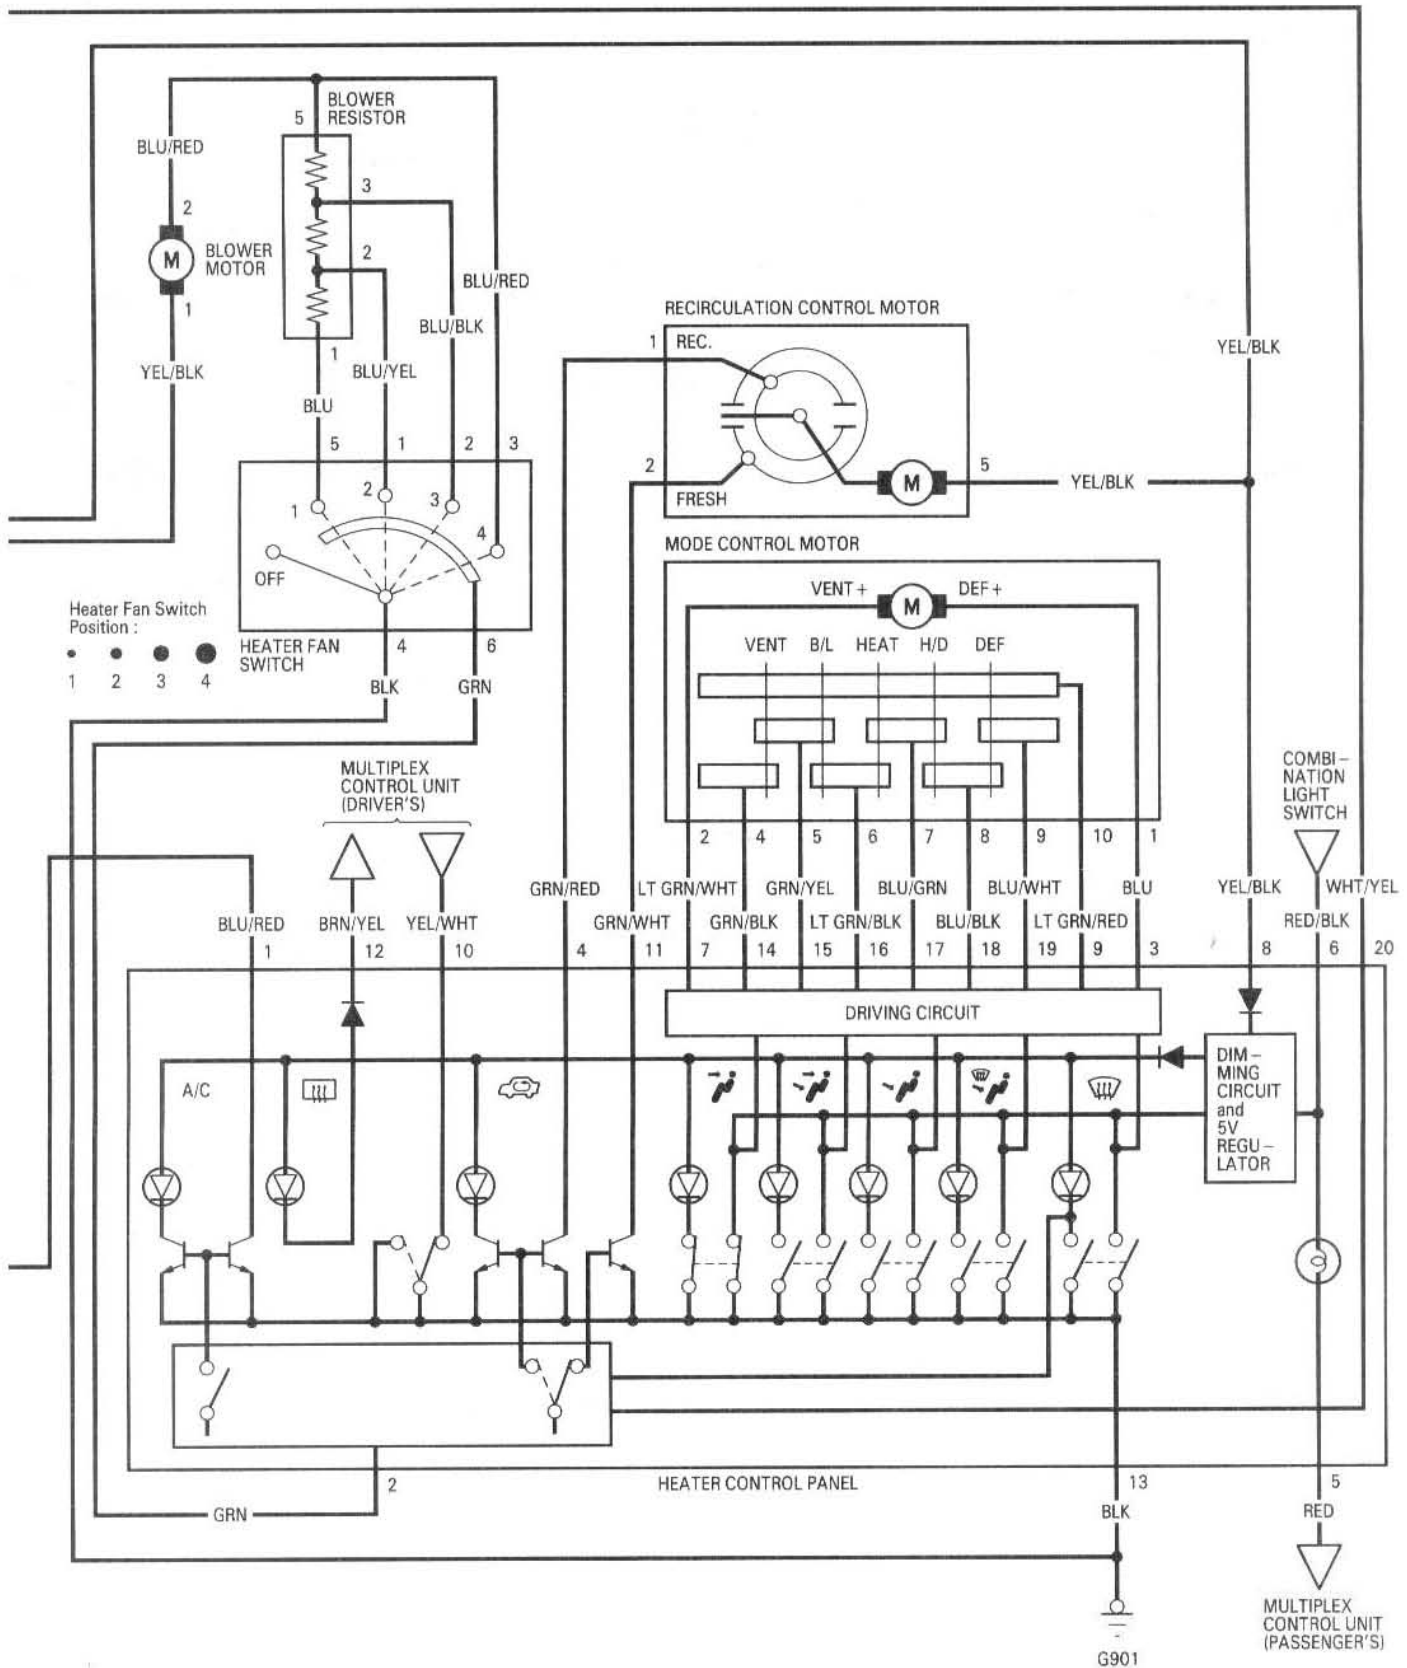 BLOWER
RESISTOR
5
BLU/RED
3
2
BLOWER
MOTOR
M
2
1
BLU/RED
BLU/BLK
YEL/BLK
1
BLU/YEL
BLU
5
1
2
3
1
2
3
4
OFF
HEATER FAN
SWITCH
4
6
BLK
GRN
Heater Fan Switch
Position :
1
2
3
4
RECIRCULATION CONTROL MOTOR
1
REC.
2
FRESH
M
5
YEL/BLK
YEL/BLK
MODE CONTROL MOTOR
VENT +
M
DEF +
VENT
B/L
HEAT
H/D
DEF
2
4
5
6
7
8
9
10
1
MULTIPLEX
CONTROL UNIT
(DRIVER'S)
COMBI –
NATION
LIGHT
SWITCH
GRN/RED
LT GRN/WHT
GRN/YEL
BLU/GRN
BLU/WHT
BLU
YEL/BLK
WHT/YEL
BLU/RED
BRN/YEL
YEL/WHT
GRN/WHT
GRN/BLK
LT GRN/BLK
BLU/BLK
LT GRN/RED
RED/BLK
1
12
10
4
11
7
14
15
16
17
18
19
9
3
8
6
20
DRIVING CIRCUIT
A/C
DIM –
MING
CIRCUIT
and
5V
REGU –
LATOR
2
HEATER CONTROL PANEL
13
5
GRN
BLK
RED
G901
MULTIPLEX
CONTROL UNIT
(PASSENGER'S)